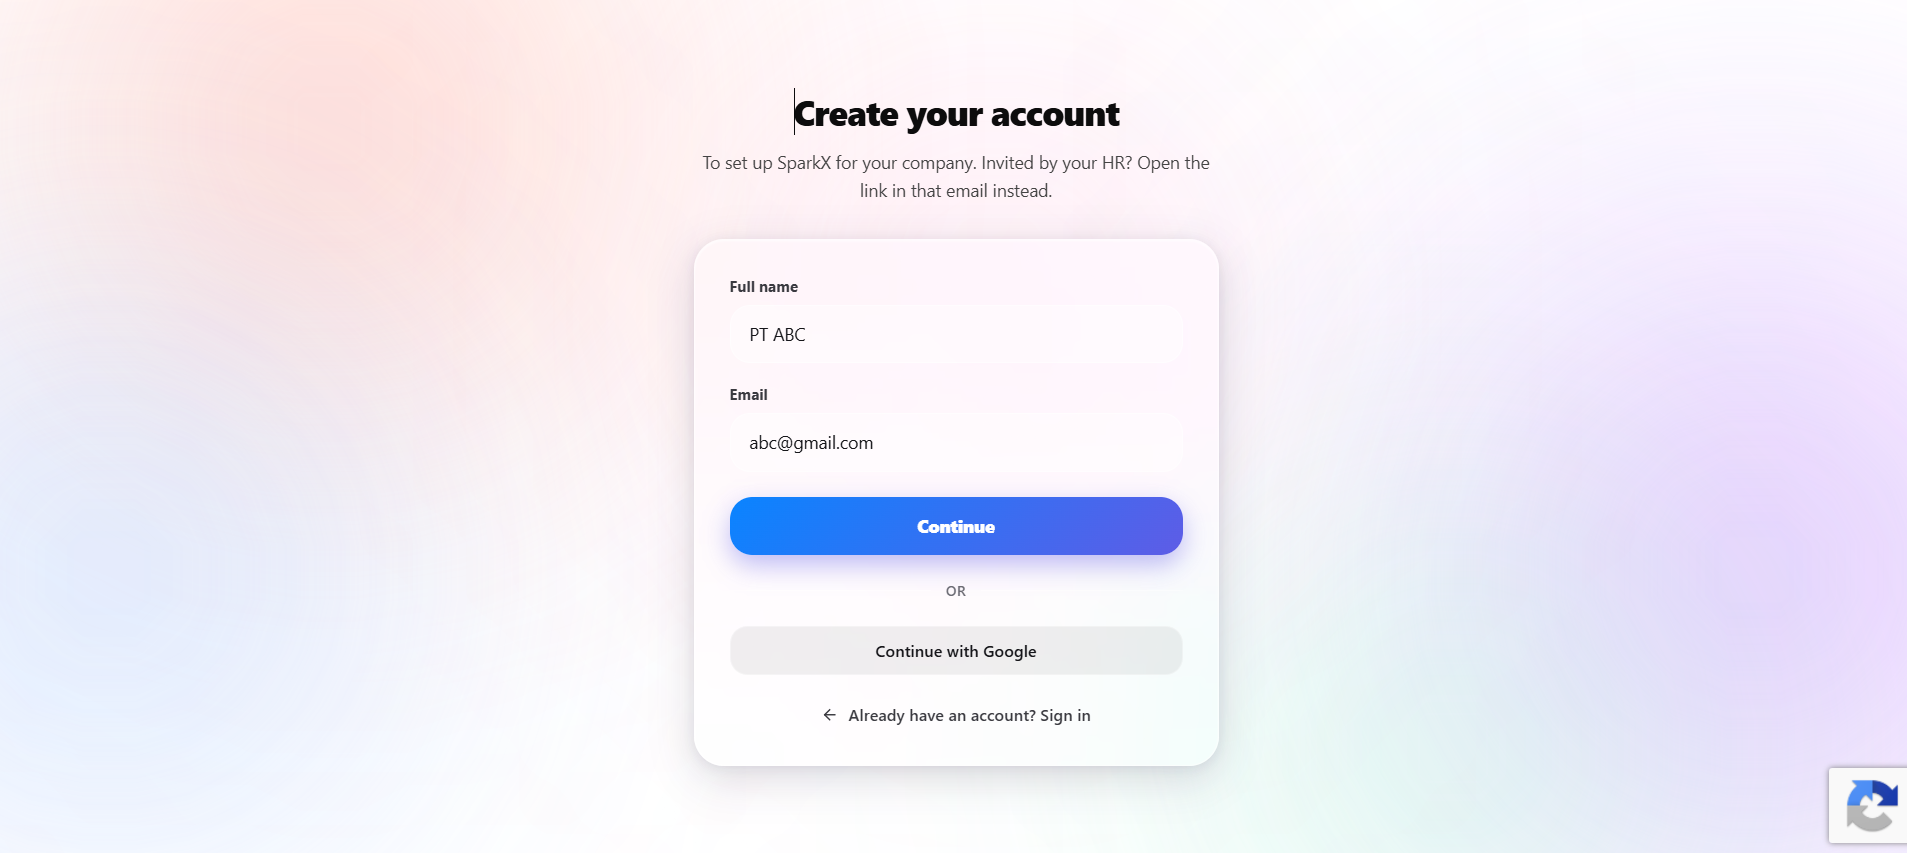 Create your account
To set up SparkX for your company. Invited by your HR? Open the
link in that email instead.
Full name
PT ABC
Email
abc@gmail.com
Continue
OR
Continue with Google
← Already have an account? Sign in